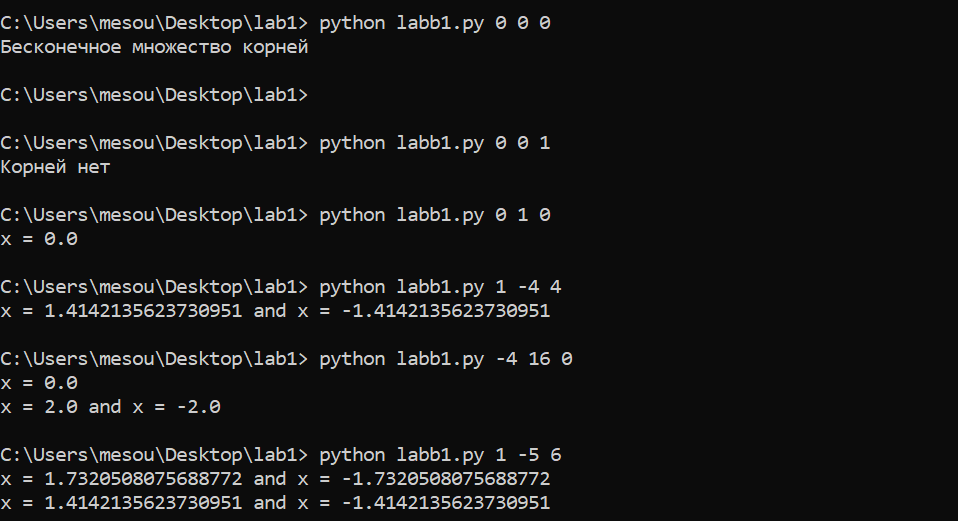 C:\Users\mesou\Desktop\lab1> python labb1.py 0 0 0
Бесконечное множество корней
C:\Users\mesou\Desktop\lab1>
C:\Users\mesou\Desktop\lab1> python labb1.py 0 0 1
Корней нет
C:\Users\mesou\Desktop\lab1> python labb1.py 0 1 0
x = 0.0
C:\Users\mesou\Desktop\lab1> python labb1.py 1 -4 4
x = 1.4142135623730951 and x = -1.4142135623730951
C:\Users\mesou\Desktop\lab1> python labb1.py -4 16 0
x = 0.0
x = 2.0 and x = -2.0
C:\Users\mesou\Desktop\lab1> python labb1.py 1 -5 6
x = 1.7320508075688772 and x = -1.7320508075688772
x = 1.4142135623730951 and x = -1.4142135623730951